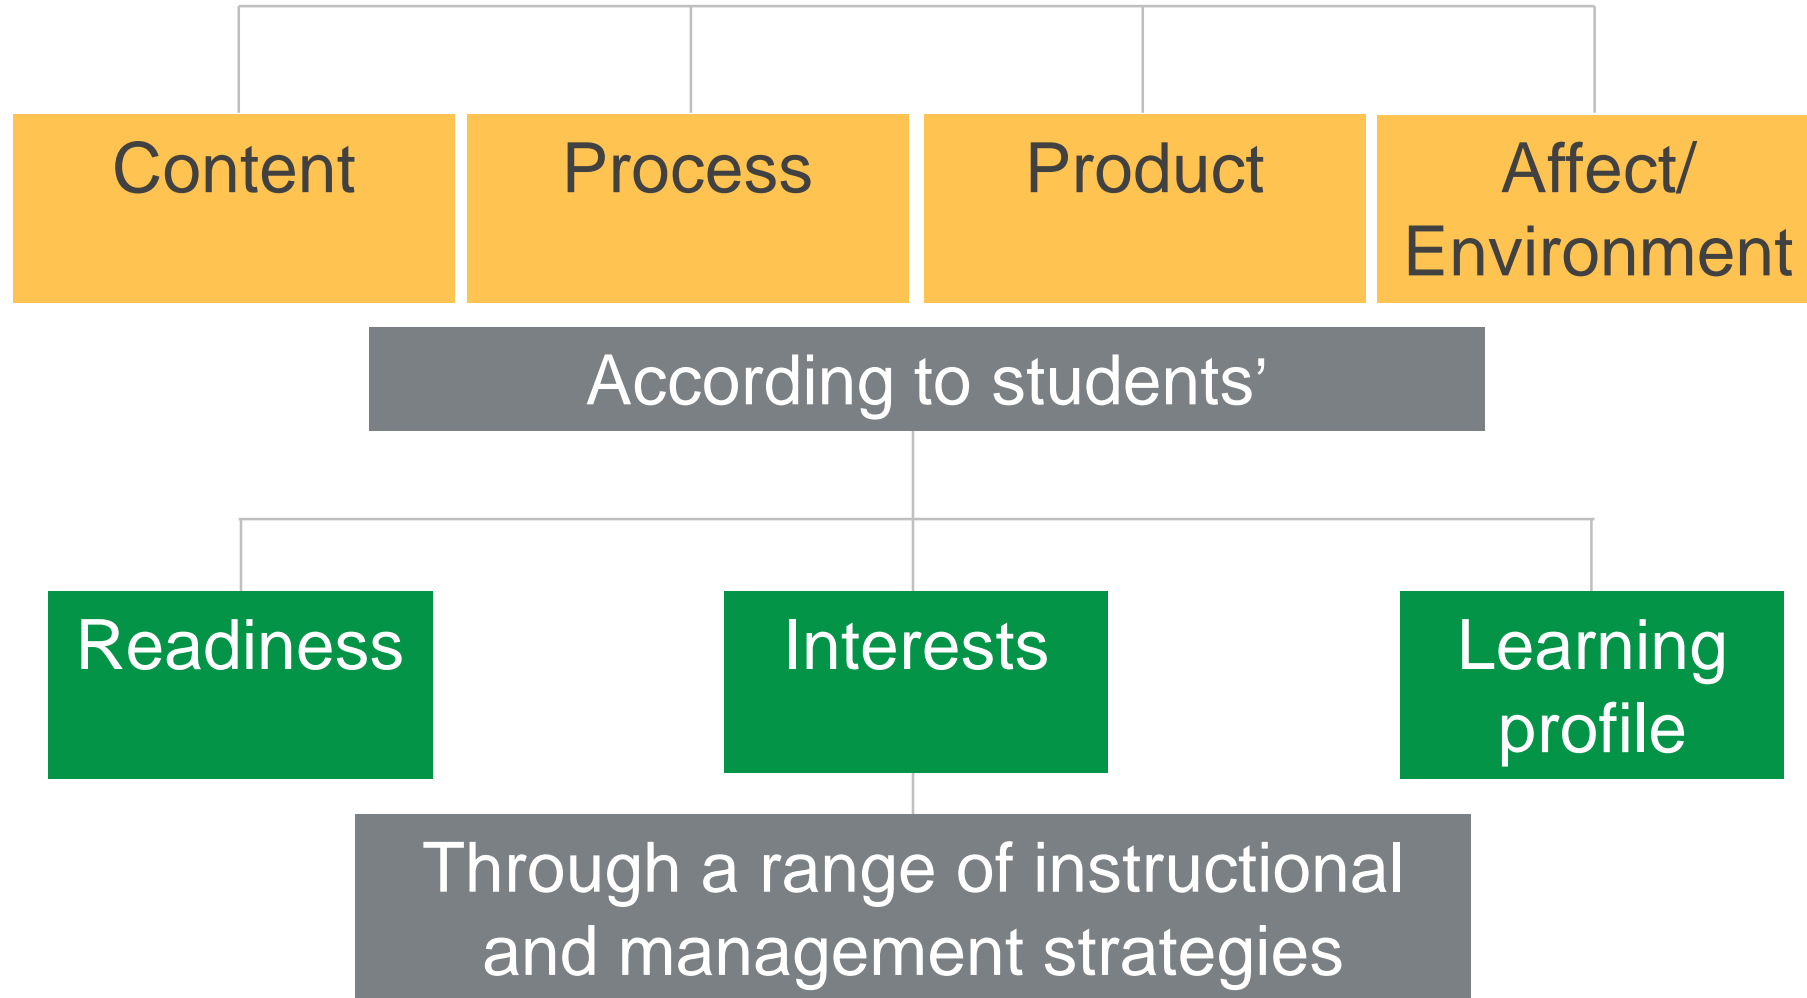 Content
Process
Product
Affect/
Environment
According to students’
Readiness
Interests
Learning
profile
Through a range of instructional
and management strategies